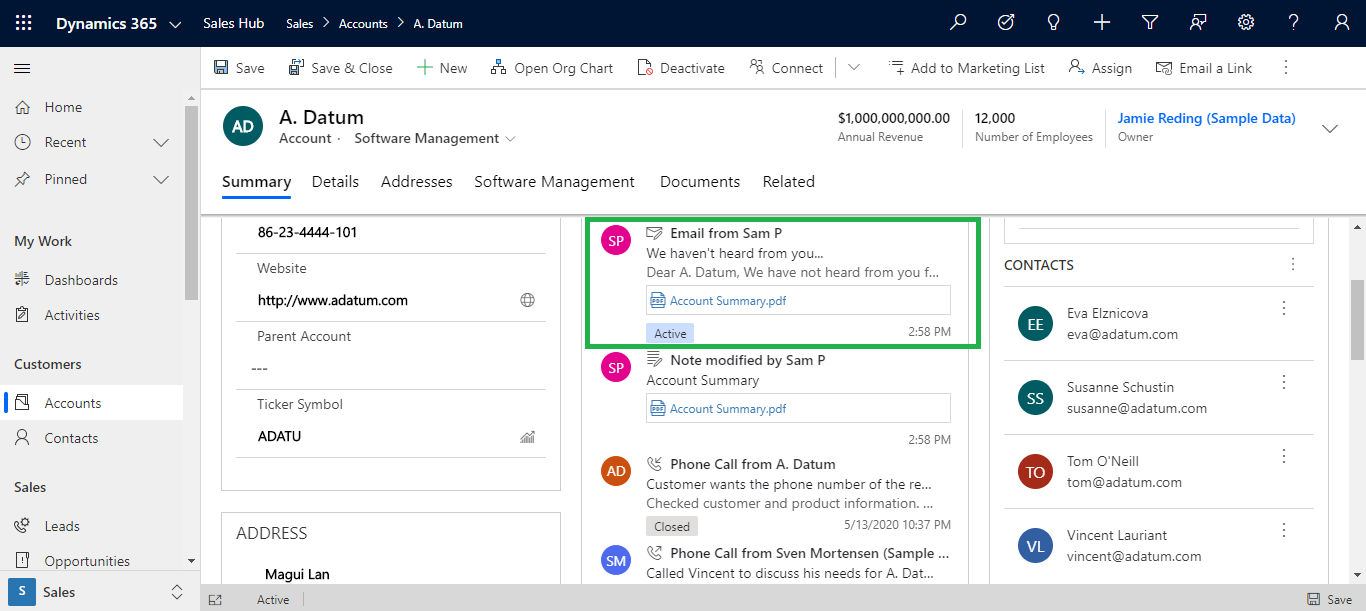 Dynamics 365 Sales Hub Sales > Accounts > A. Datum
Save Save & Close New Open Org Chart Deactivate Connect Add to Marketing List Assign Email a Link
Home
Recent
Pinned
My Work
Dashboards
Activities
Customers
Accounts
Contacts
Sales
Leads
Opportunities
S Sales
AD
A. Datum
Account · Software Management
$1,000,000,000.00
Annual Revenue
12,000
Number of Employees
Jamie Reding (Sample Data)
Owner
Summary Details Addresses Software Management Documents Related
86-23-4444-101
Website
http://www.adatum.com
Parent Account
---
Ticker Symbol
ADATU
ADDRESS
Magui Lan
SP
Email from Sam P
We haven't heard from you...
Dear A. Datum, We have not heard from you f...
PDF Account Summary.pdf
Active 2:58 PM
SP
Note modified by Sam P
Account Summary
PDF Account Summary.pdf
2:58 PM
AD
Phone Call from A. Datum
Customer wants the phone number of the re...
Checked customer and product information. ...
Closed 5/13/2020 10:37 PM
SM
Phone Call from Sven Mortensen (Sample ...
Called Vincent to discuss his needs for A. Dat...
CONTACTS
EE
Eva Elznicova
eva@adatum.com
SS
Susanne Schustin
susanne@adatum.com
TO
Tom O'Neill
tom@adatum.com
VL
Vincent Lauriant
vincent@adatum.com
Active
Save